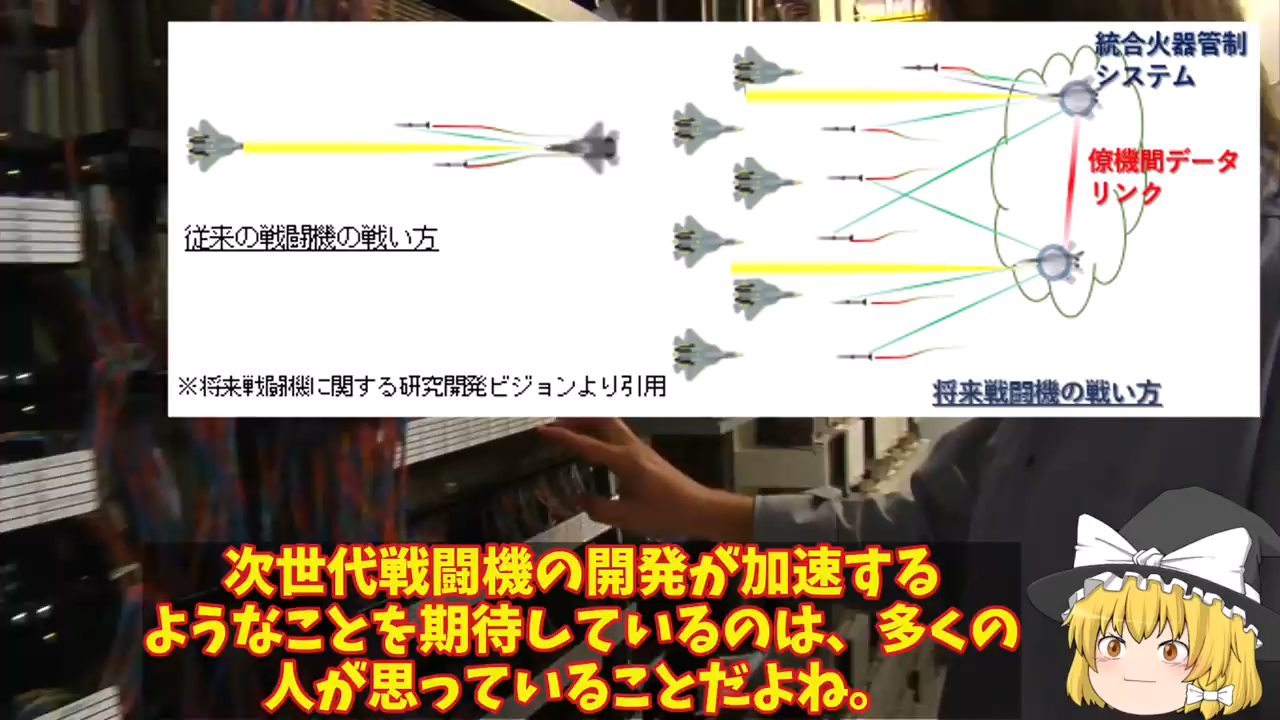 統合火器管制
システム
僚機間データ
リンク
従来の戦闘機の戦い方
※将来戦闘機に関する研究開発ビジョンより引用
将来戦闘機の戦い方
次世代戦闘機の開発が加速する
ようなことを期待しているのは、多くの
人が思っていることだよね。